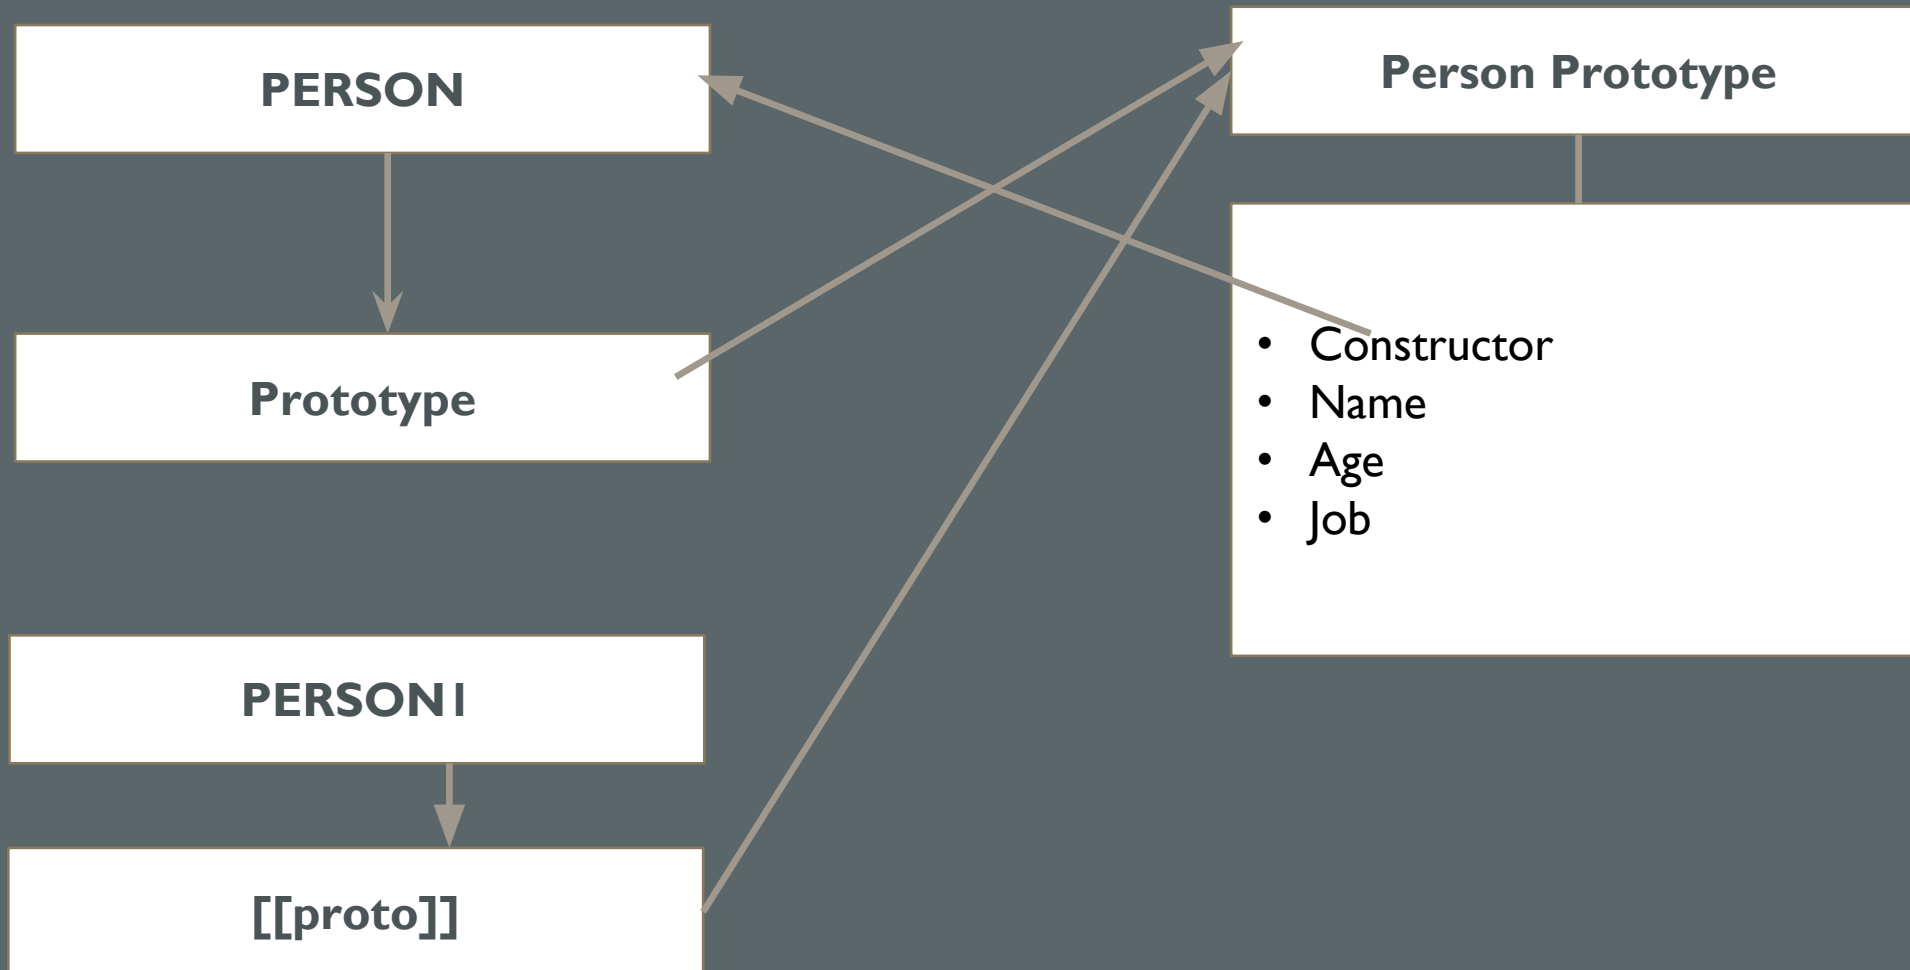 PERSON
Person Prototype
Prototype
• Constructor
• Name
• Age
• Job
PERSON1
[[proto]]